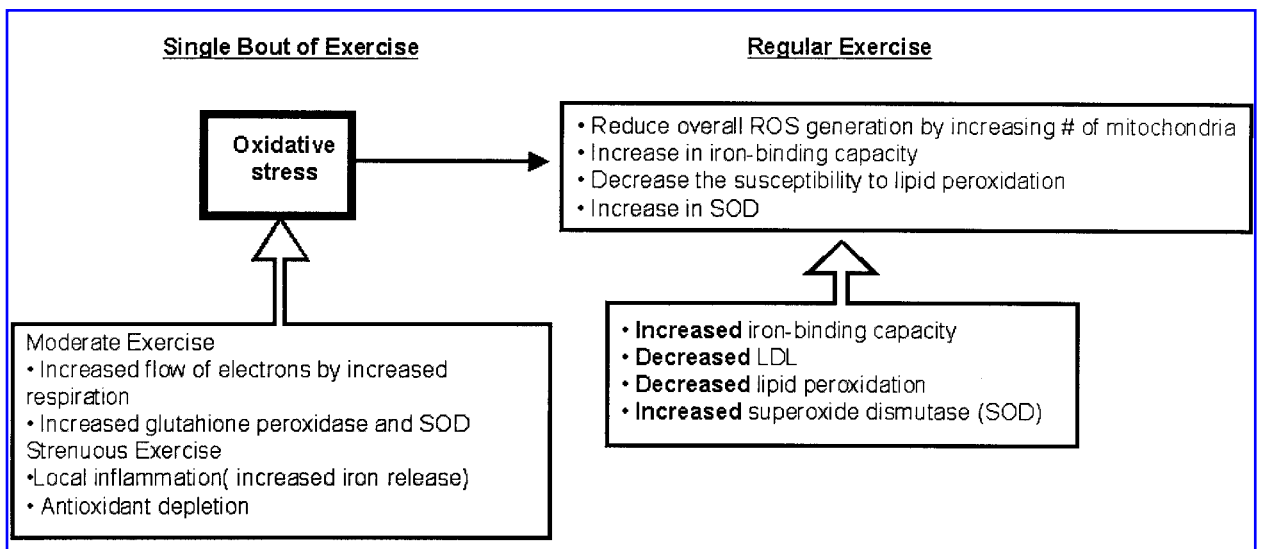 Single Bout of Exercise
Regular Exercise
Oxidative
stress
• Reduce overall ROS generation by increasing # of mitochondria
• Increase in iron-binding capacity
• Decrease the susceptibility to lipid peroxidation
• Increase in SOD
Moderate Exercise
• Increased flow of electrons by increased
respiration
• Increased glutahione peroxidase and SOD
Strenuous Exercise
•Local inflammation( increased iron release)
• Antioxidant depletion
• Increased iron-binding capacity
• Decreased LDL
• Decreased lipid peroxidation
• Increased superoxide dismutase (SOD)